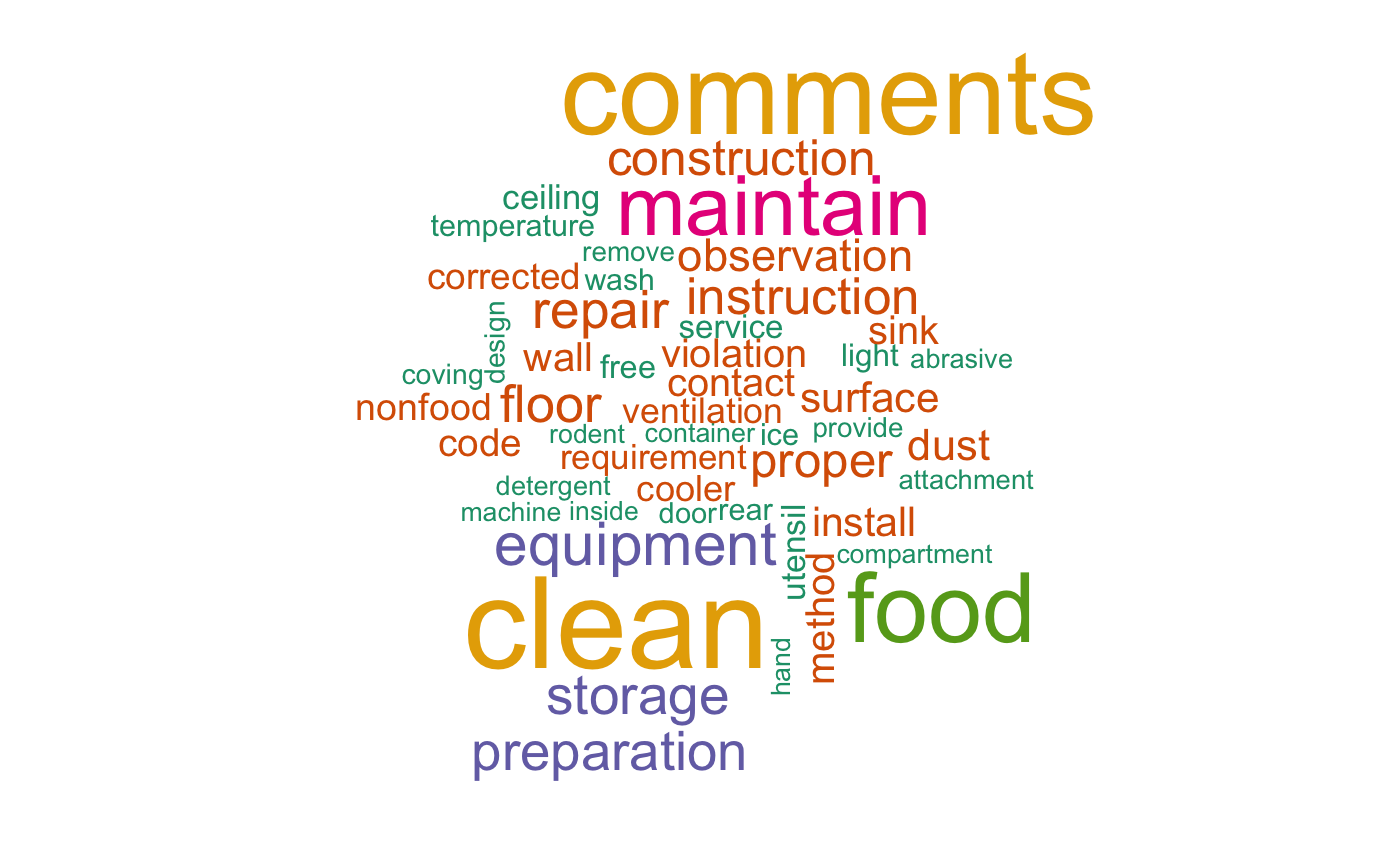 comments
construction
ceiling
maintain
temperature
remove
observation
corrected
wash
instruction
design
repair
service
sink
wall
free
violation
light
abrasive
coving
contact
nonfood
floor
ventilation
surface
code
rodent
container
ice
provide
dust
requirement
proper
attachment
detergent
cooler
machine
inside
door
rear
utensil
install
equipment
method
compartment
clean
hand
food
storage
preparation